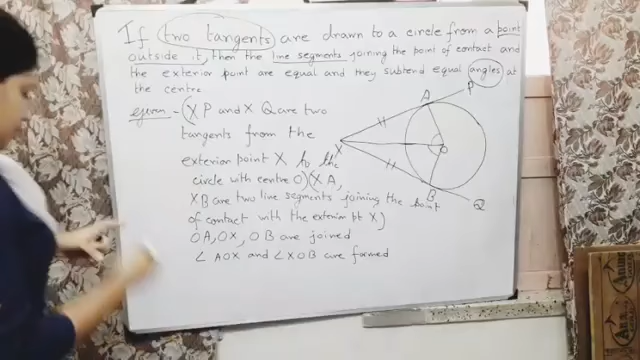 If two tangents are drawn to a circle from a point
outside it, then the line segments joining the point of contact and
the exterior point are equal and they subtend equal angles at
the centre
given - (XP and XQ are two
tangents from the
exterior point X to the
circle with centre O) (XA,
XB are two line segments joining the point
of contact with the exterior pt X)
OA, OX, OB are joined
∠AOX and ∠XOB are formed
A
P
X
O
B
Q